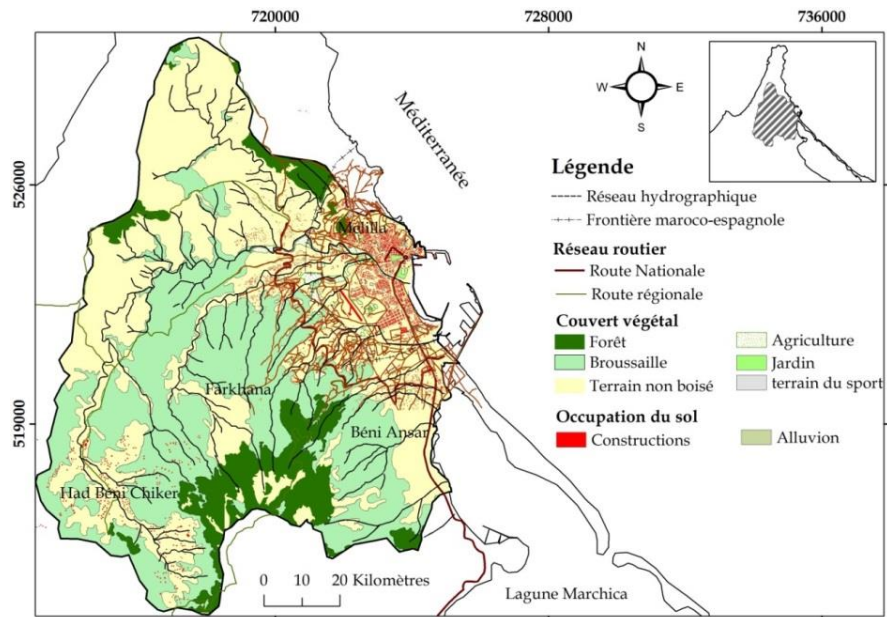 720000
728000
736000
526000
519000
N
W
E
S
Méditerranée
Melilla
Farkhana
Béni Ansar
Had Béni Chiker
Lagune Marchica
0 10 20 Kilomètres
Légende
Réseau hydrographique
Frontière maroco-espagnole
Réseau routier
Route Nationale
Route régionale
Couvert végétal
Forêt
Broussaille
Terrain non boisé
Agriculture
Jardin
terrain du sport
Occupation du sol
Constructions
Alluvion